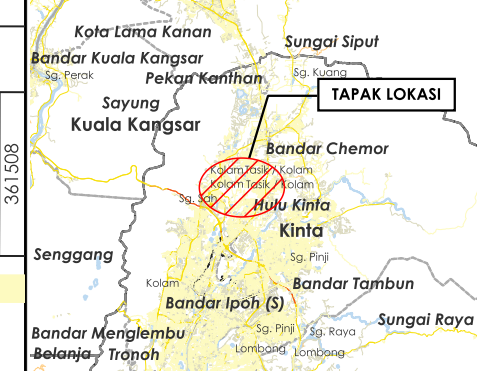 Kota Lama Kanan
Sungai Siput
Bandar Kuala Kangsar
Sg. Perak
Pekan Kanthan
Sg. Kuang
TAPAK LOKASI
Sayung
Kuala Kangsar
Bandar Chemor
361508
Kolam Tasik / Kolam
Kolam Tasik / Kolam
Sg. Sah
Hulu Kinta
Kinta
Senggang
Sg. Pinji
Kolam
Bandar Tambun
Bandar Ipoh (S)
Sungai Raya
Bandar Menglembu
Sg. Pinji
Sg. Raya
Belanja
Tronoh
Lombong
Lombong